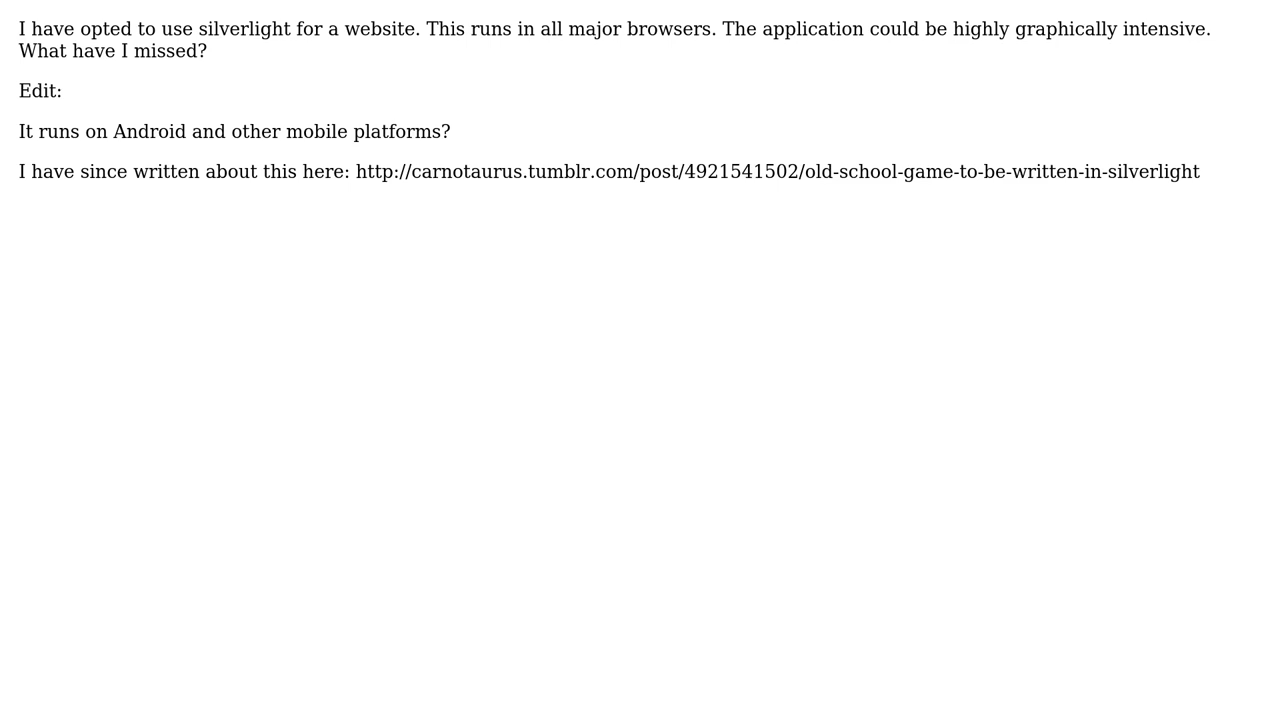 I have opted to use silverlight for a website. This runs in all major browsers. The application could be highly graphically intensive.
What have I missed?
Edit:
It runs on Android and other mobile platforms?
I have since written about this here: http://carnotaurus.tumblr.com/post/4921541502/old-school-game-to-be-written-in-silverlight